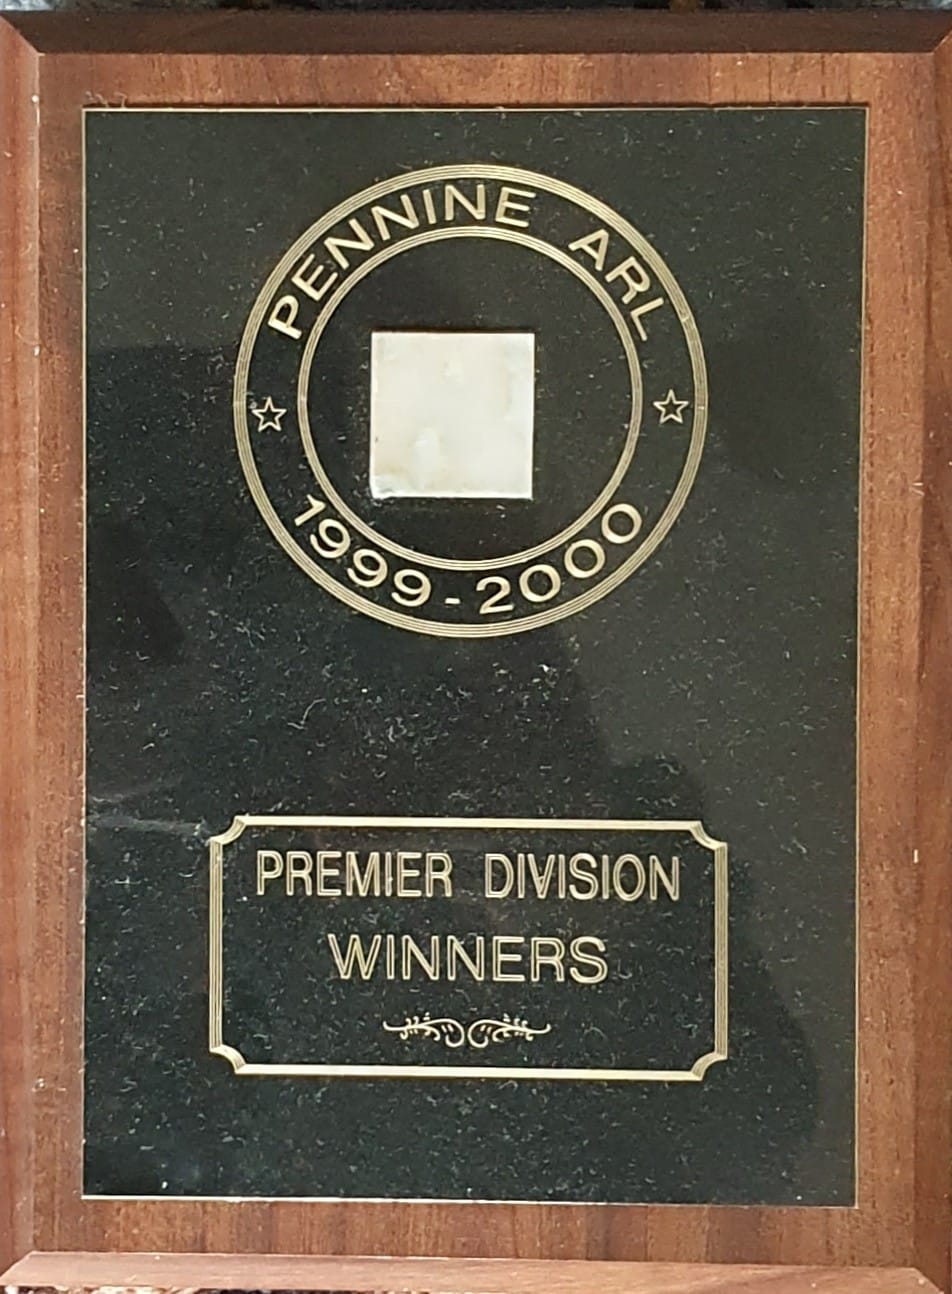 PENNINE ARL
1999-2000
PREMIER DIVISION
WINNERS